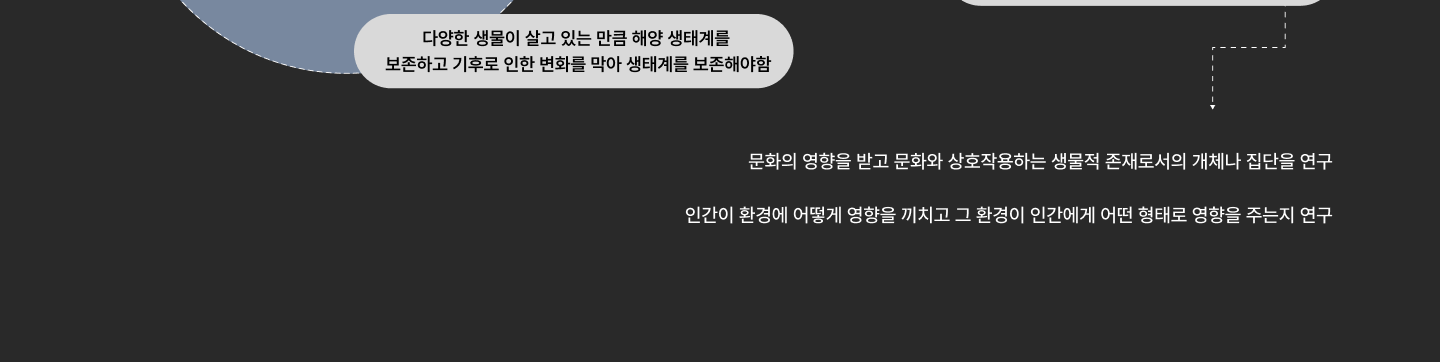 다양한 생물이 살고 있는 만큼 해양 생태계를
보존하고 기후로 인한 변화를 막아 생태계를 보존해야함
문화의 영향을 받고 문화와 상호작용하는 생물적 존재로서의 개체나 집단을 연구
인간이 환경에 어떻게 영향을 끼치고 그 환경이 인간에게 어떤 형태로 영향을 주는지 연구